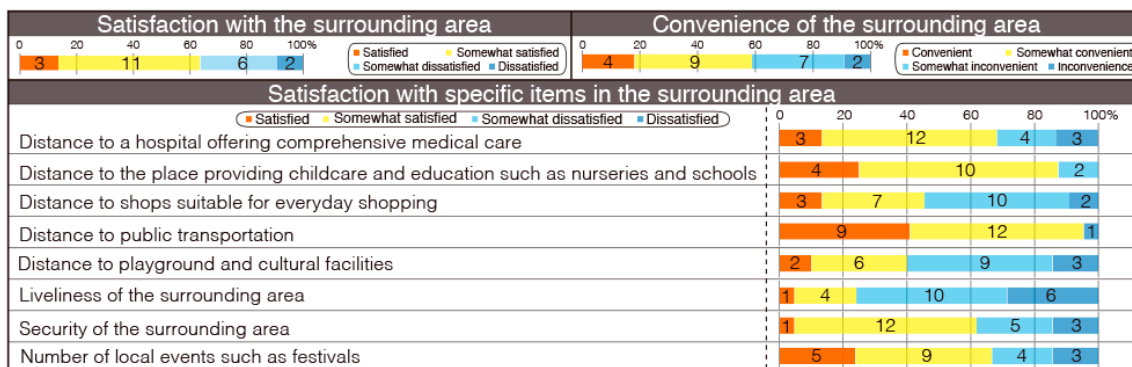 Satisfaction with the surrounding area
0 20 40 60 80 100%
3 11 6 2
Satisfied Somewhat satisfied
Somewhat dissatisfied Dissatisfied
Convenience of the surrounding area
0 20 40 60 80 100%
4 9 7 2
Convenient Somewhat convenient
Somewhat inconvenient Inconvenience
Satisfaction with specific items in the surrounding area
Satisfied Somewhat satisfied Somewhat dissatisfied Dissatisfied
0 20 40 60 80 100%
Distance to a hospital offering comprehensive medical care 3 12 4 3
Distance to the place providing childcare and education such as nurseries and schools 4 10 2
Distance to shops suitable for everyday shopping 3 7 10 2
Distance to public transportation 9 12 1
Distance to playground and cultural facilities 2 6 9 3
Liveliness of the surrounding area 1 4 10 6
Security of the surrounding area 1 12 5 3
Number of local events such as festivals 5 9 4 3